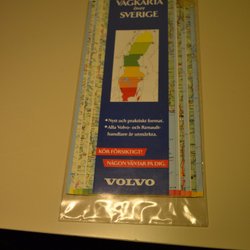 VÄGKARTA
över
SVERIGE
• Nytt och praktiskt format.
• Alla Volvo- och Renault-
handlare är utmärkta.
KÖR FÖRSIKTIGT!
NÅGON VÄNTAR PÅ DIG.
VOLVO